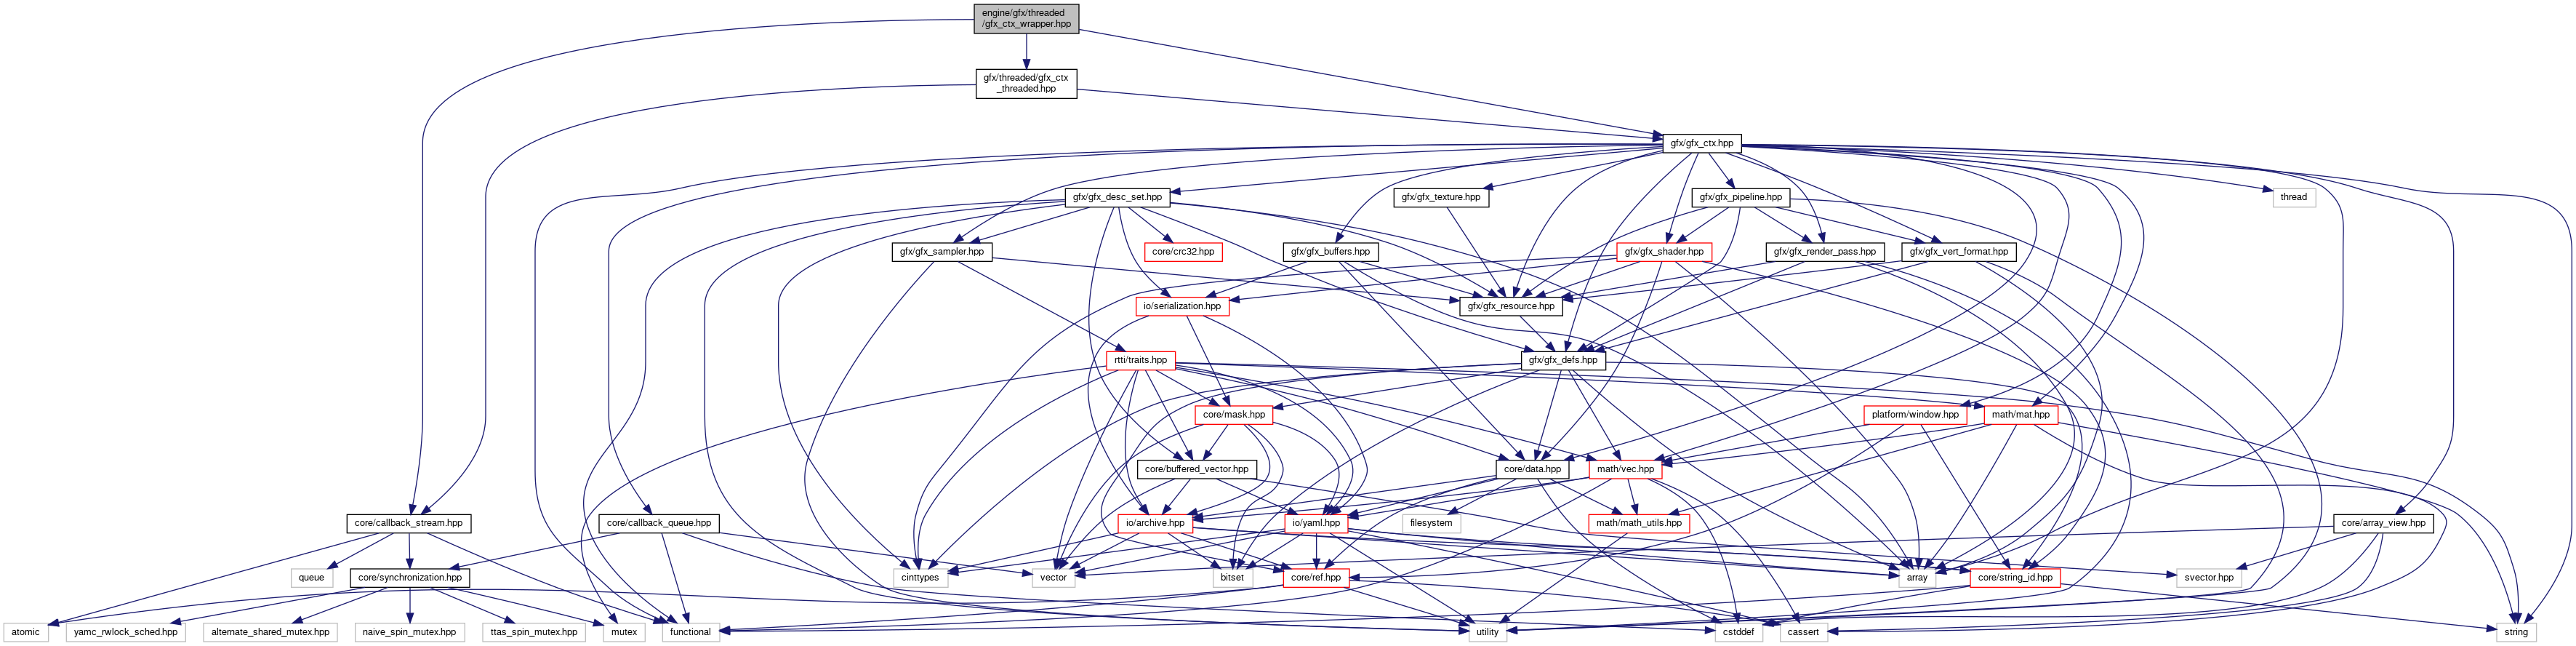 engine/gfx/threaded
/gfx_ctx_wrapper.hpp
gfx/threaded/gfx_ctx
_threaded.hpp
gfx/gfx_ctx.hpp
gfx/gfx_desc_set.hpp
gfx/gfx_texture.hpp
gfx/gfx_pipeline.hpp
thread
gfx/gfx_sampler.hpp
core/crc32.hpp
gfx/gfx_buffers.hpp
gfx/gfx_shader.hpp
gfx/gfx_render_pass.hpp
gfx/gfx_vert_format.hpp
io/serialization.hpp
gfx/gfx_resource.hpp
rtti/traits.hpp
gfx/gfx_defs.hpp
core/mask.hpp
platform/window.hpp
math/mat.hpp
core/buffered_vector.hpp
core/data.hpp
math/vec.hpp
core/callback_stream.hpp
core/callback_queue.hpp
io/archive.hpp
io/yaml.hpp
filesystem
math/math_utils.hpp
core/array_view.hpp
queue
core/synchronization.hpp
cinttypes
vector
bitset
core/ref.hpp
array
core/string_id.hpp
svector.hpp
atomic
yamc_rwlock_sched.hpp
alternate_shared_mutex.hpp
naive_spin_mutex.hpp
ttas_spin_mutex.hpp
mutex
functional
utility
cstddef
cassert
string